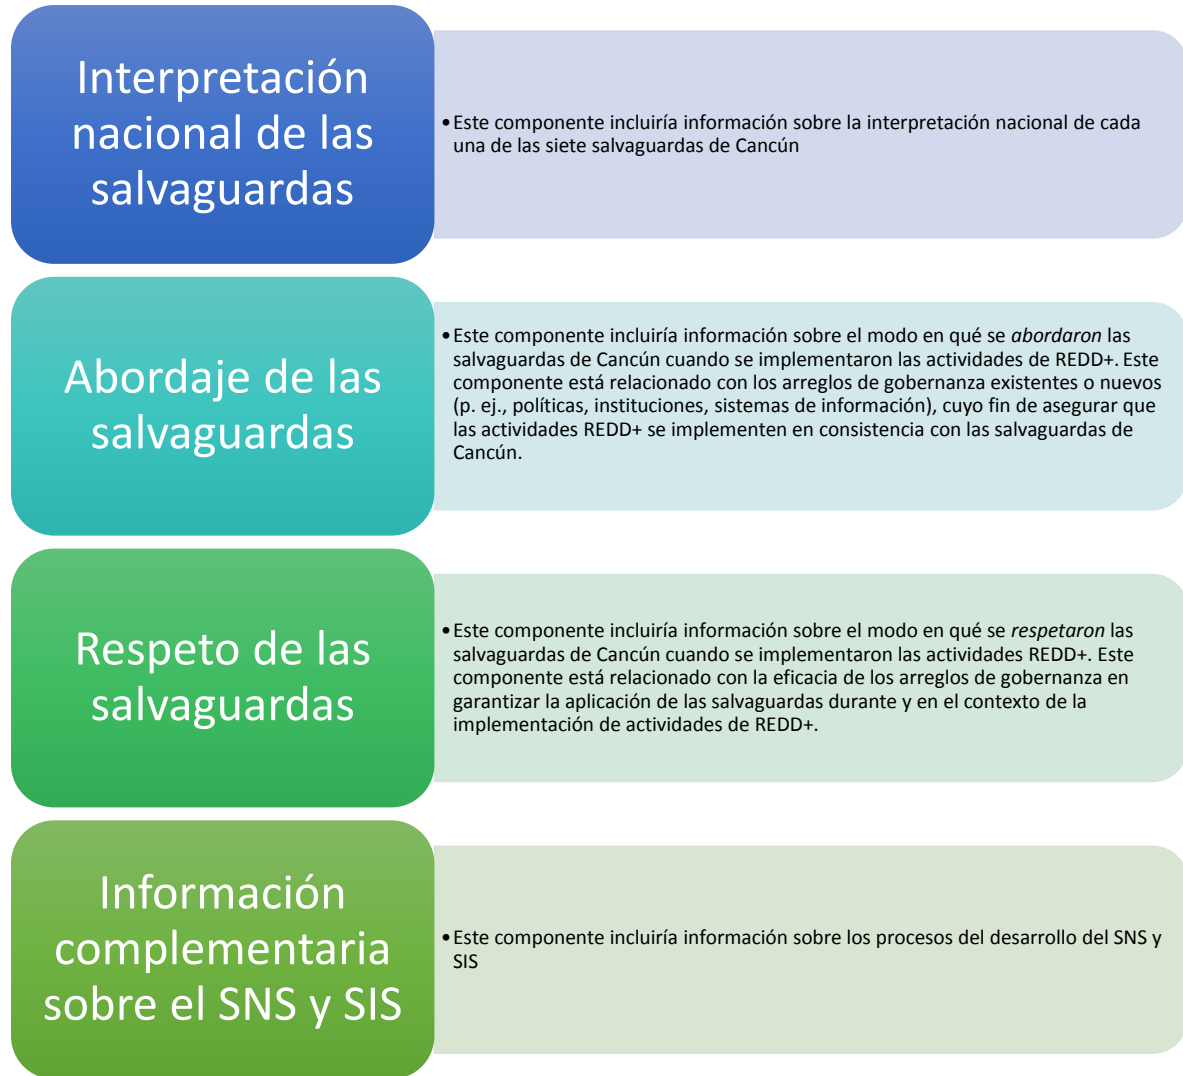 Interpretación
nacional de las
salvaguardas
•Este componente incluiría información sobre la interpretación nacional de cada
una de las siete salvaguardas de Cancún
Abordaje de las
salvaguardas
•Este componente incluiría información sobre el modo en qué se abordaron las
salvaguardas de Cancún cuando se implementaron las actividades de REDD+. Este
componente está relacionado con los arreglos de gobernanza existentes o nuevos
(p. ej., políticas, instituciones, sistemas de información), cuyo fin de asegurar que
las actividades REDD+ se implementen en consistencia con las salvaguardas de
Cancún.
Respeto de las
salvaguardas
•Este componente incluiría información sobre el modo en qué se respetaron las
salvaguardas de Cancún cuando se implementaron las actividades REDD+. Este
componente está relacionado con la eficacia de los arreglos de gobernanza en
garantizar la aplicación de las salvaguardas durante y en el contexto de la
implementación de actividades de REDD+.
Información
complementaria
sobre el SNS y SIS
•Este componente incluiría información sobre los procesos del desarrollo del SNS y
SIS